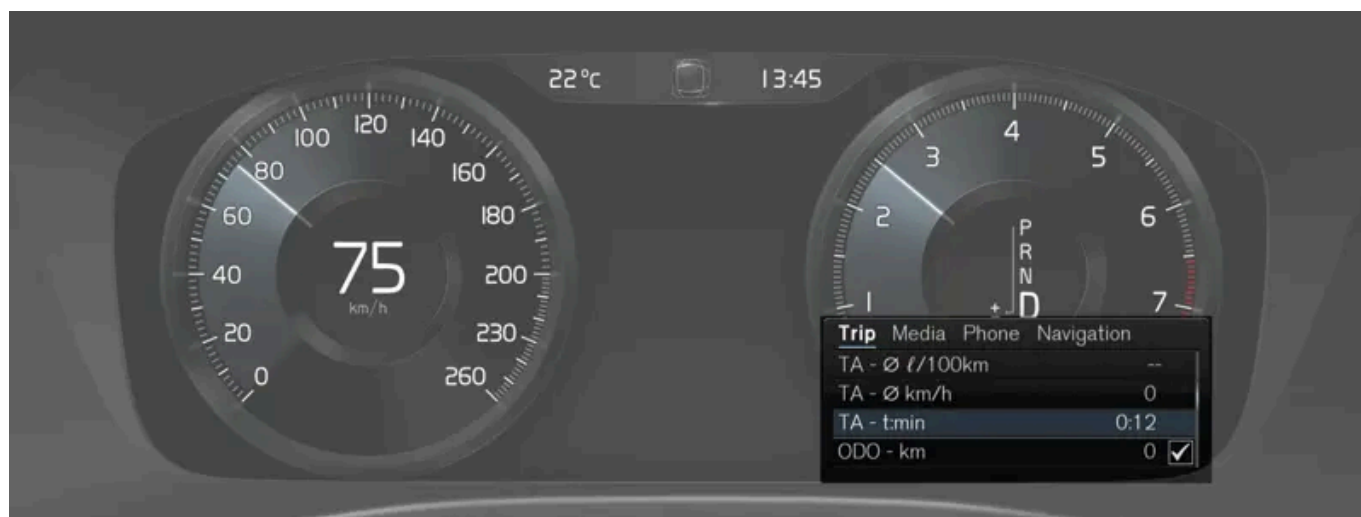 22°C 13:45
120
100 140
80 160
60 180
40 200
20 230
0 260
75
km/h
4
3 5
2 6
1 7
P
R
N
+ D
Trip Media Phone Navigation
TA - Ø ℓ/100km --
TA - Ø km/h 0
TA - t:min 0:12
ODO - km 0